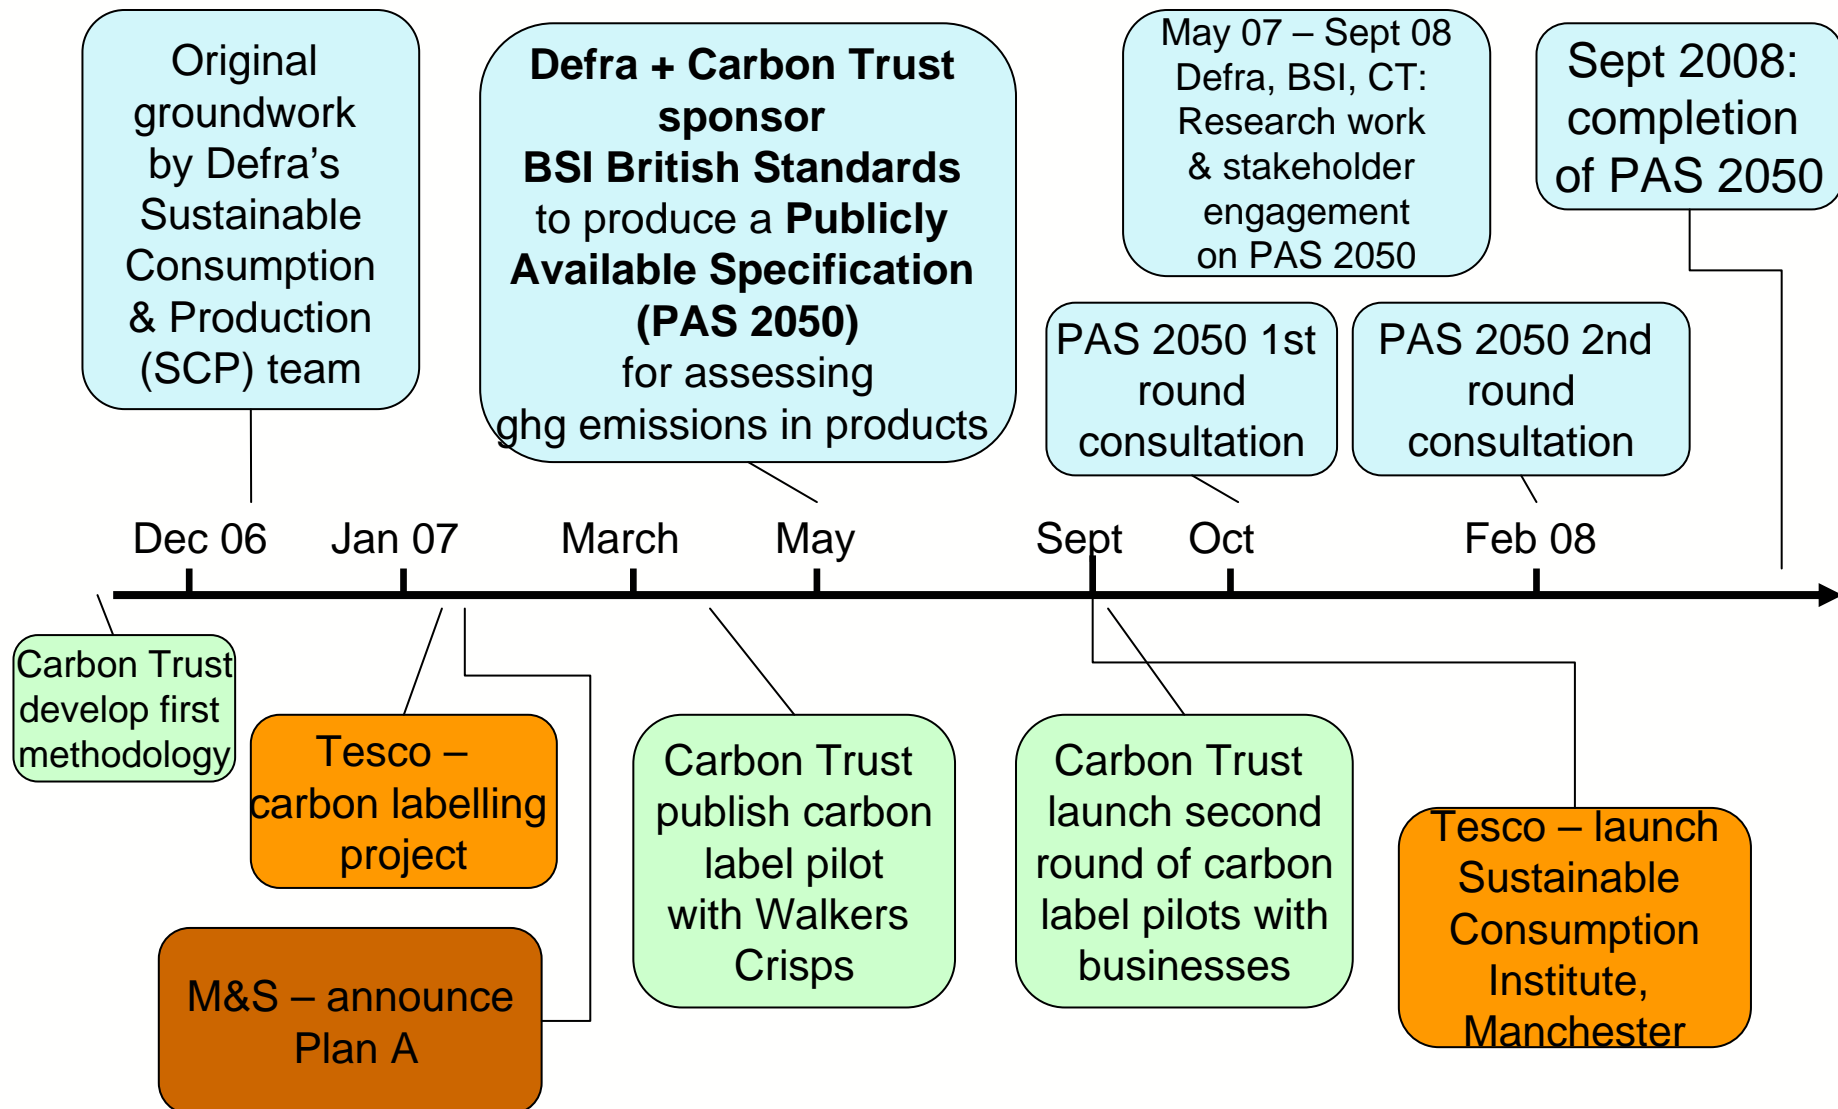 Original
groundwork
by Defra's
Sustainable
Consumption
& Production
(SCP) team
Defra + Carbon Trust
sponsor
BSI British Standards
to produce a Publicly
Available Specification
(PAS 2050)
for assessing
ghg emissions in products
May 07 – Sept 08
Defra, BSI, CT:
Research work
& stakeholder
engagement
on PAS 2050
Sept 2008:
completion
of PAS 2050
PAS 2050 1st
round
consultation
PAS 2050 2nd
round
consultation
Dec 06
Jan 07
March
May
Sept
Oct
Feb 08
Carbon Trust
develop first
methodology
Tesco –
carbon labelling
project
M&S – announce
Plan A
Carbon Trust
publish carbon
label pilot
with Walkers
Crisps
Carbon Trust
launch second
round of carbon
label pilots with
businesses
Tesco – launch
Sustainable
Consumption
Institute,
Manchester